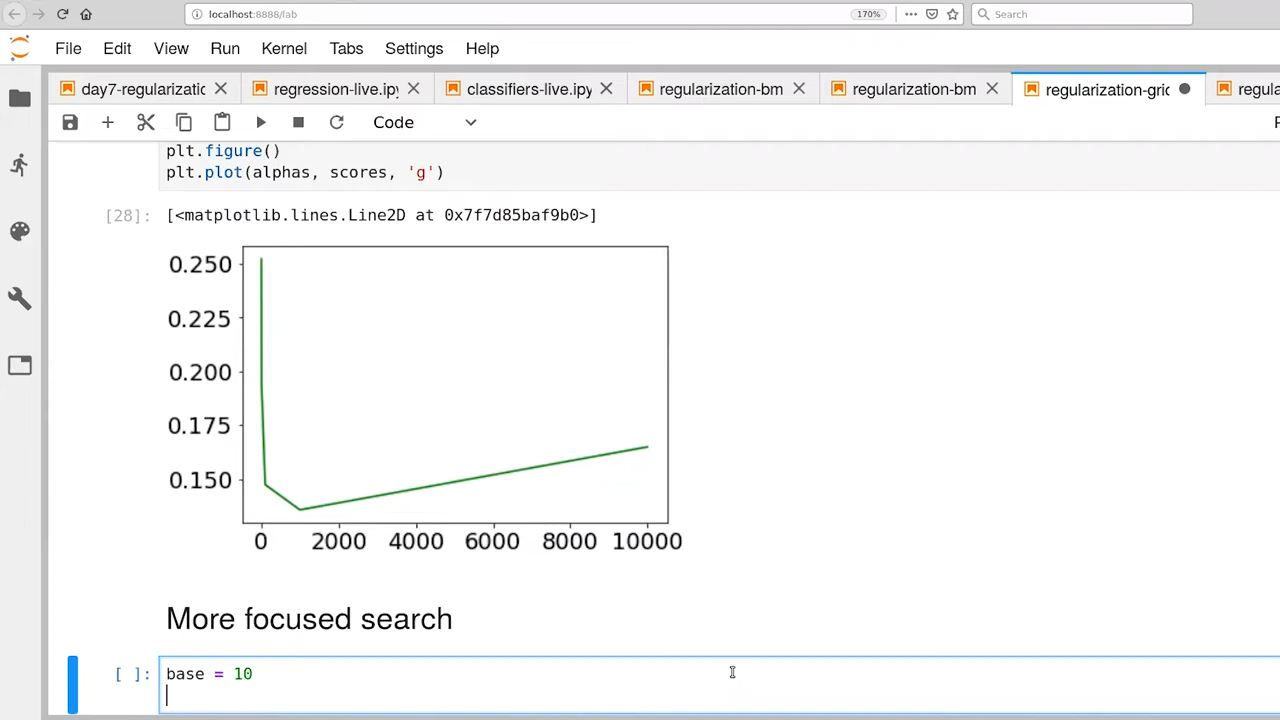 localhost:8888/lab
170%
Search
File Edit View Run Kernel Tabs Settings Help
day7-regularizatic
regression-live.ipy
classifiers-live.ipy
regularization-bm
regularization-bm
regularization-gric
regula
Code
plt.figure()
plt.plot(alphas, scores, 'g')
[28]: [<matplotlib.lines.Line2D at 0x7f7d85baf9b0>]
0.250
0.225
0.200
0.175
0.150
0 2000 4000 6000 8000 10000
More focused search
[ ]: base = 10